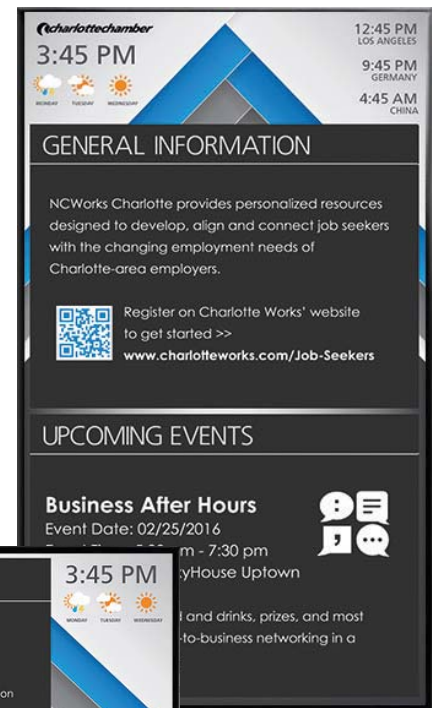 charlottechamber
3:45 PM
MONDAY TUESDAY WEDNESDAY
12:45 PM
LOS ANGELES
9:45 PM
GERMANY
4:45 AM
CHINA
GENERAL INFORMATION
NCWorks Charlotte provides personalized resources
designed to develop, align and connect job seekers
with the changing employment needs of
Charlotte-area employers.
Register on Charlotte Works' website
to get started >>
www.charlotteworks.com/Job-Seekers
UPCOMING EVENTS
Business After Hours
Event Date: 02/25/2016
pm - 7:30 pm
kyHouse Uptown
and drinks, prizes, and most
-to-business networking in a
3:45 PM
MONDAY TUESDAY WEDNESDAY
on